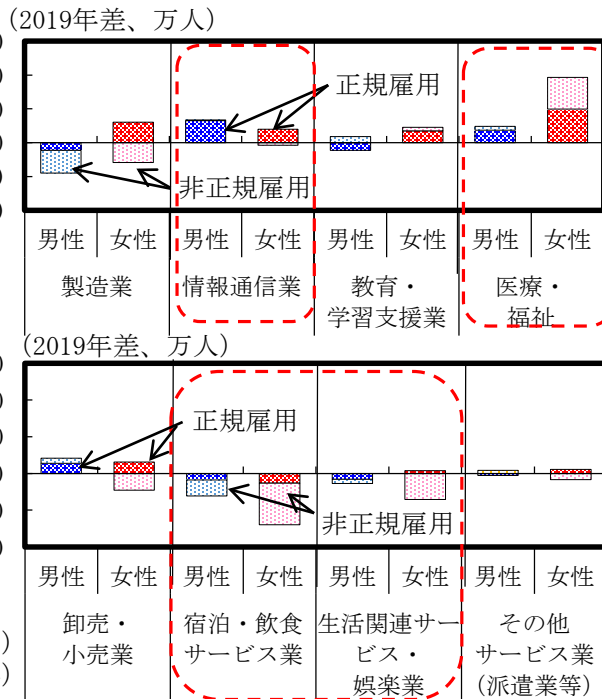 (2019年差、万人)
正規雇用
非正規雇用
男性 女性 男性 女性 男性 女性 男性 女性
製造業 情報通信業 教育・ 医療・
学習支援業 福祉
(2019年差、万人)
正規雇用
非正規雇用
男性 女性 男性 女性 男性 女性 男性 女性
卸売・ 宿泊・飲食 生活関連サー その他
小売業 サービス業 ビス・ サービス業
娯楽業 (派遣業等)